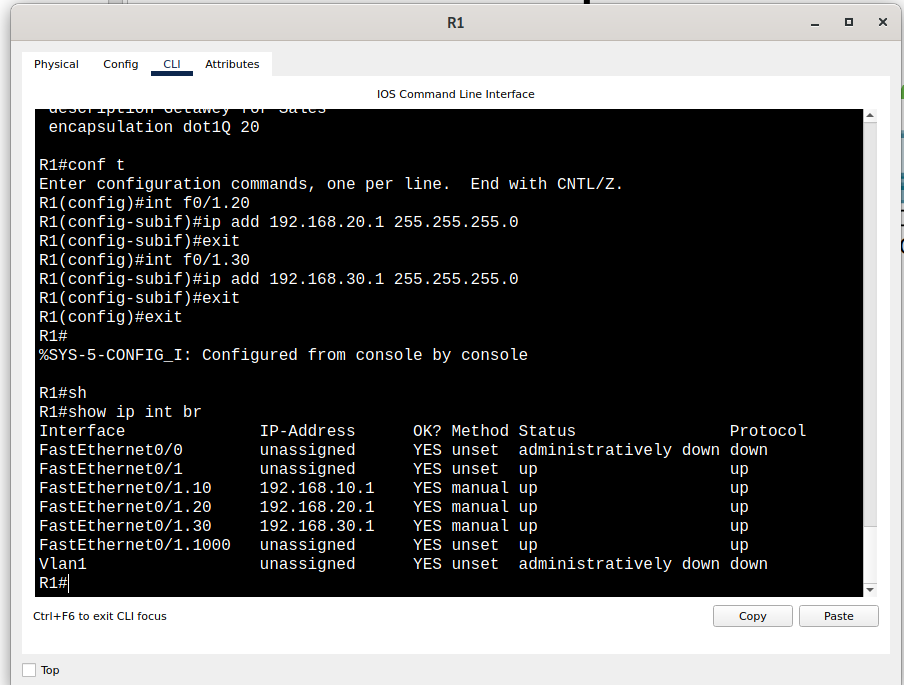 R1
Physical Config CLI Attributes
IOS Command Line Interface
description Getawey for Sales
encapsulation dot1Q 20
R1#conf t
Enter configuration commands, one per line.  End with CNTL/Z.
R1(config)#int f0/1.20
R1(config-subif)#ip add 192.168.20.1 255.255.255.0
R1(config-subif)#exit
R1(config)#int f0/1.30
R1(config-subif)#ip add 192.168.30.1 255.255.255.0
R1(config-subif)#exit
R1(config)#exit
R1#
%SYS-5-CONFIG_I: Configured from console by console
R1#sh
R1#show ip int br
Interface IP-Address OK? Method Status Protocol
FastEthernet0/0 unassigned YES unset administratively down down
FastEthernet0/1 unassigned YES unset up up
FastEthernet0/1.10 192.168.10.1 YES manual up up
FastEthernet0/1.20 192.168.20.1 YES manual up up
FastEthernet0/1.30 192.168.30.1 YES manual up up
FastEthernet0/1.1000 unassigned YES unset up up
Vlan1 unassigned YES unset administratively down down
R1#
Ctrl+F6 to exit CLI focus Copy Paste
Top